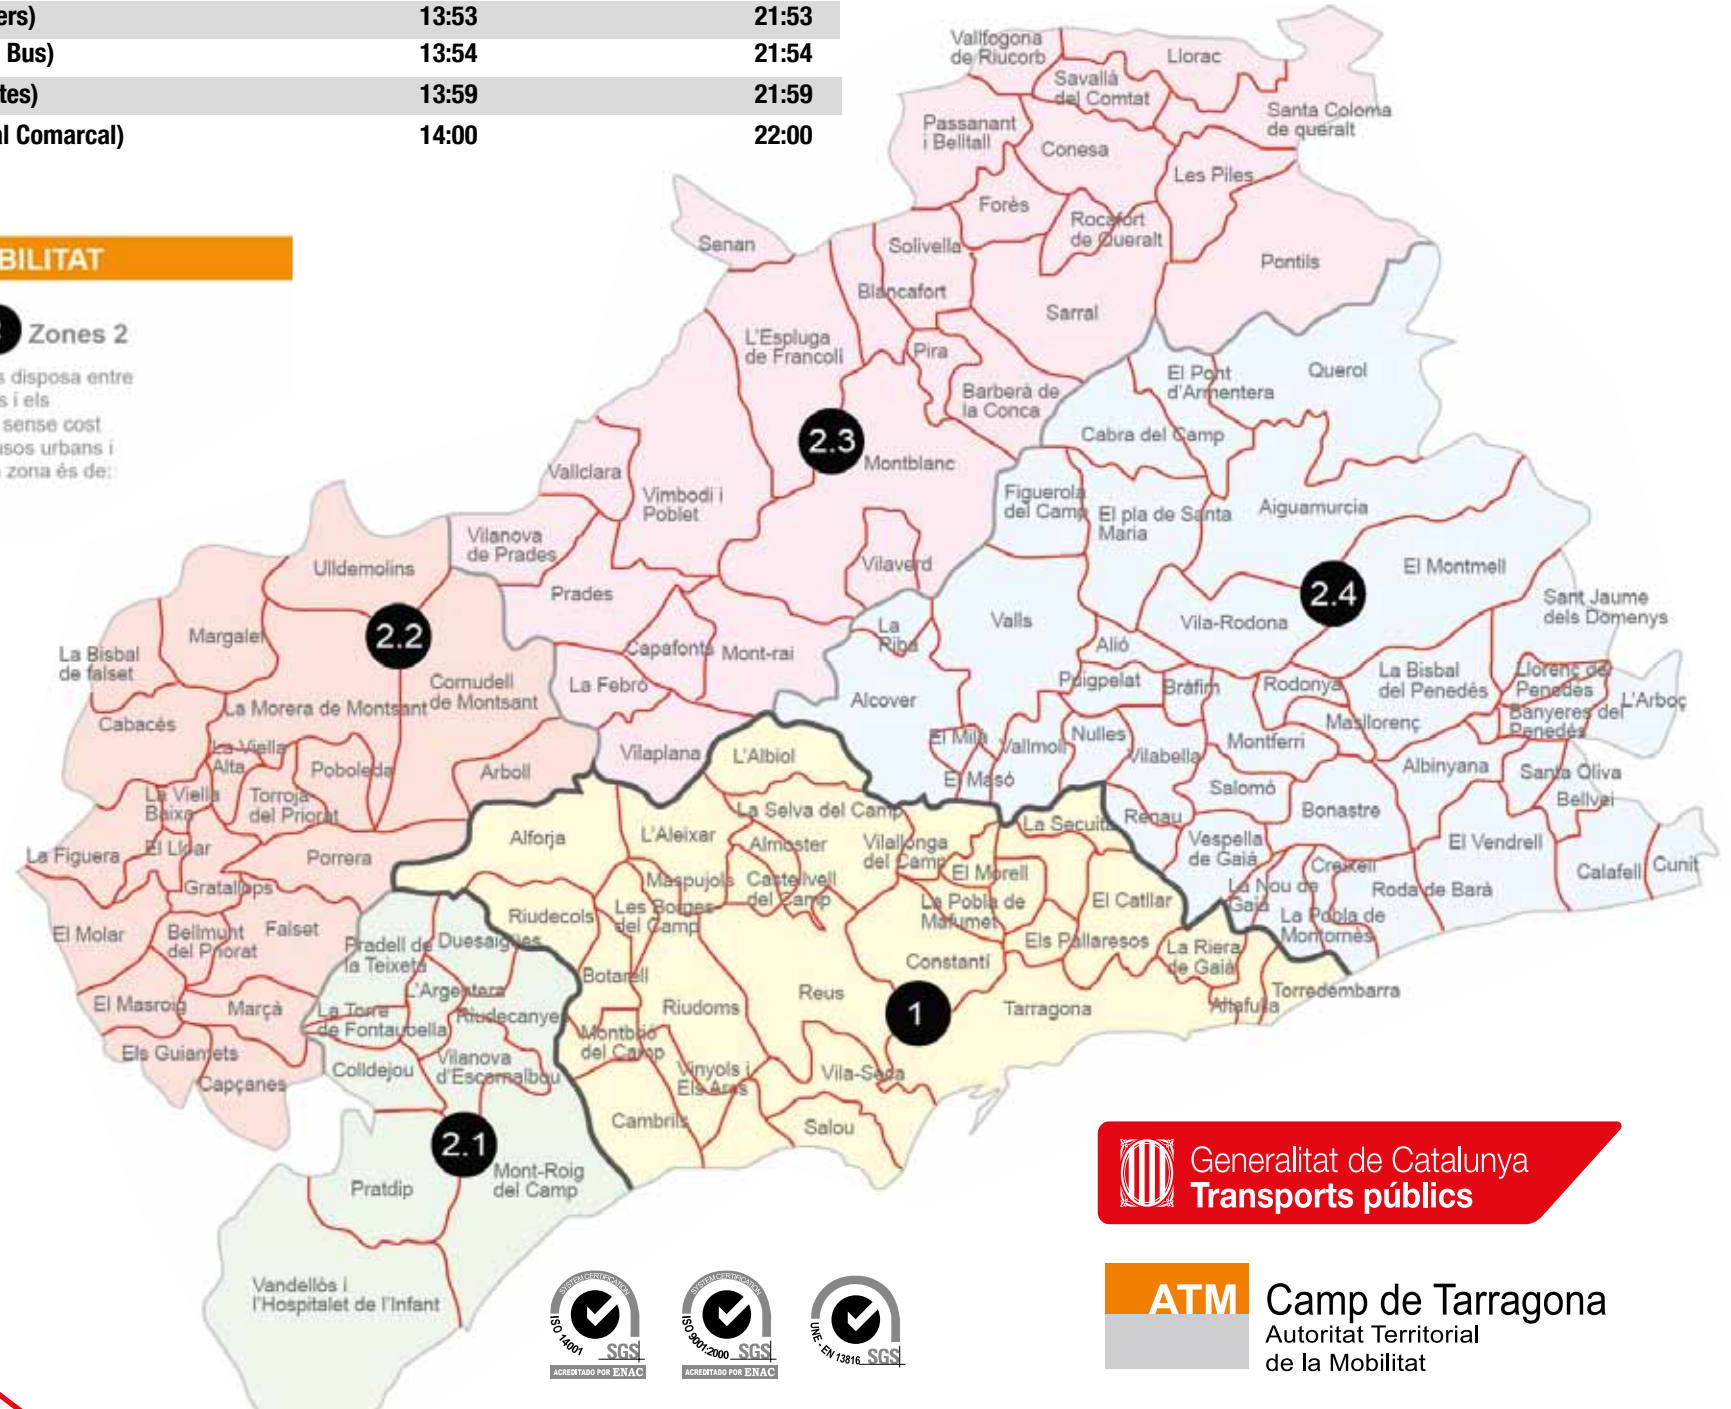 ers) 13:53 21:53
Bus) 13:54 21:54
tes) 13:59 21:59
al Comarcal) 14:00 22:00
BILITAT
Zones 2
s disposa entre
s i els
sense cost
sos urbans i
zona és de:
Vallfogona
de Riucorb
Llorac
Savallà
del Comtat
Santa Coloma
de queralt
Passanant
i Belltall
Conesa
Les Piles
Forès
Rocafort
de Queralt
Senan
Solivella
Pontils
Blancafort
Sarral
L'Espluga
de Francolí
Pira
Barberà de
la Conca
El Pont
d'Armentera
Querol
Cabra del Camp
2.3
Montblanc
Vallclara
Vimbodi i
Poblet
Figuerola
del Camp
El pla de Santa
Maria
Aiguamurcia
Vilanova
de Prades
Vilaverd
El Montmell
Ulldemolins
Prades
2.4
Sant Jaume
dels Domenys
2.2
Margalef
La
Riba
Valls
Vila-Rodona
Alió
La Bisbal
de falset
Capafonts
Mont-rai
La Bisbal
del Penedès
Llorenç del
Penedès
La Febró
Puigpelat
Bràfim
Rodonya
L'Arboç
Cornudell
de Montsant
La Morera de Montsant
Alcover
Masllorenç
Banyeres del
Penedès
Cabacés
El Milà
Vallmoll
Nulles
Vilabella
Montferri
La Viella
Alta
Poboleda
Arboll
Vilaplana
L'Albiol
El Masó
Albinyana
Santa Oliva
Salomó
Bellvei
La Viella
Baixa
Torroja
del Priorat
La Selva del Camp
La Secuita
Renau
Bonastre
Alforja
L'Aleixar
Almoster
Vilallonga
del Camp
Vespella
de Gaià
El Vendrell
La Figuera
El Lloar
Porrera
El Morell
Creixell
Calafell
Cunit
Gratallops
Maspujols
Castellvell
del Camp
La Nou de
Gaià
Roda de Barà
Riudecols
Les Borges
del Camp
La Pobla de
Mafumet
El Catllar
La Pobla de
Montornès
El Molar
Bellmunt
del Priorat
Falset
Pradell de
la Teixeta
Duesaigües
Els Pallaresos
La Riera
de Gaià
Botarell
Constantí
El Masroig
Marçà
L'Argentera
Riudoms
Reus
1
Tarragona
Altafulla
Torredembarra
La Torre
de Fontaubella
Riudecanyes
Montbrió
del Camp
Els Guiamets
Colldejou
Vilanova
d'Escornalbou
Vinyols i
Els Arcs
Vila-Seca
Capçanes
Cambrils
Salou
2.1
Pratdip
Mont-Roig
del Camp
Vandellòs i
l'Hospitalet de l'Infant
Generalitat de Catalunya
Transports públics
SYSTEM CERTIFICATION
ISO 14001
SGS
ACREDITADO POR ENAC
SYSTEM CERTIFICATION
ISO 9001:2000
SGS
ACREDITADO POR ENAC
UNE - EN 13816
SGS
ATM
Camp de Tarragona
Autoritat Territorial
de la Mobilitat